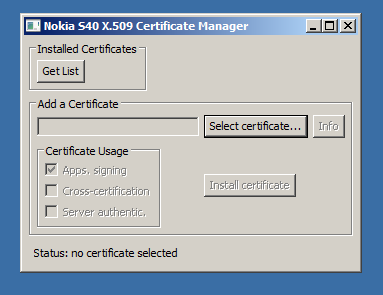 Nokia S40 X.509 Certificate Manager
Installed Certificates
Get List
Add a Certificate
Select certificate... Info
Certificate Usage
Apps, signing
Cross-certification
Server authentic.
Install certificate
Status: no certificate selected